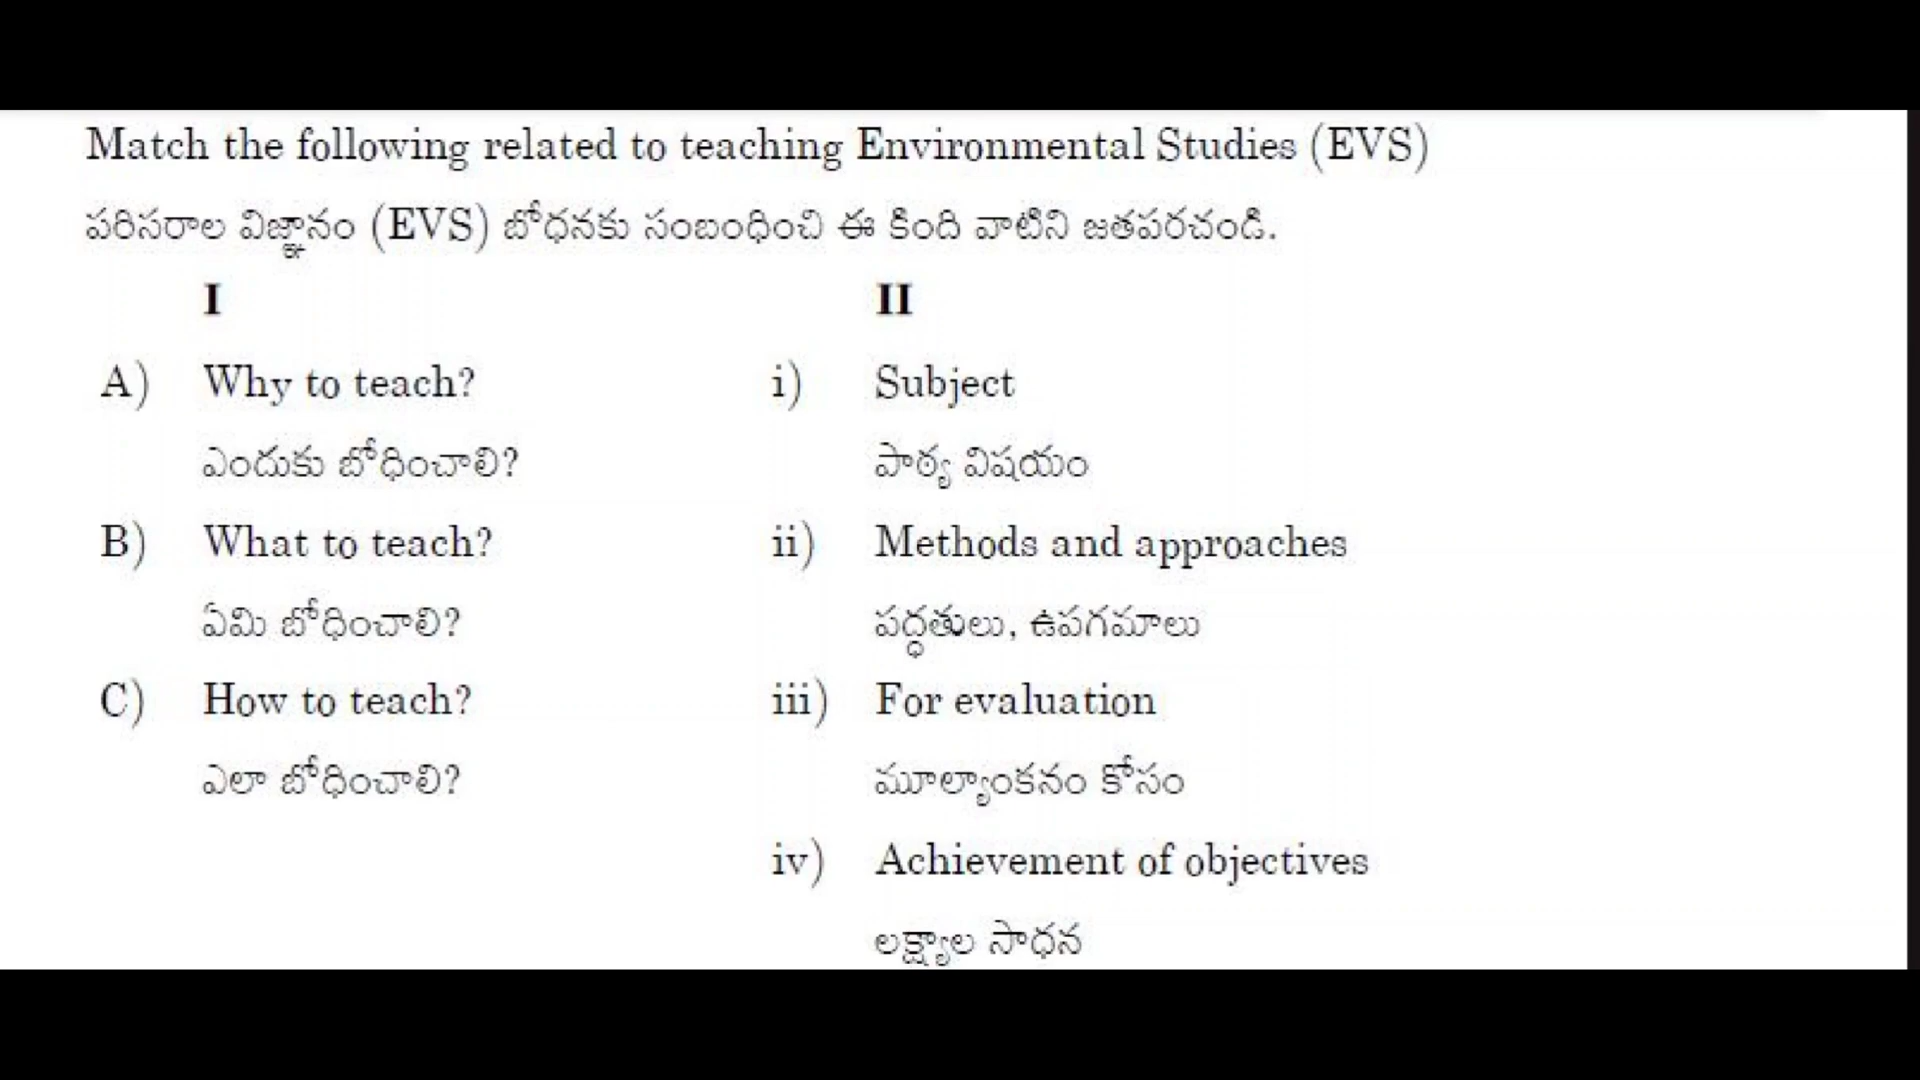 Match the following related to teaching Environmental Studies (EVS)
పరిసరాల విజ్ఞానం (EVS) బోధనకు సంబంధించి ఈ కింది వాటిని జతపరచండి.
I II
A) Why to teach? i) Subject
ఎందుకు బోధించాలి? పాఠ్య విషయం
B) What to teach? ii) Methods and approaches
ఏమి బోధించాలి? పద్ధతులు, ఉపగమాలు
C) How to teach? iii) For evaluation
ఎలా బోధించాలి? మూల్యాంకనం కోసం
iv) Achievement of objectives
లక్ష్యాల సాధన